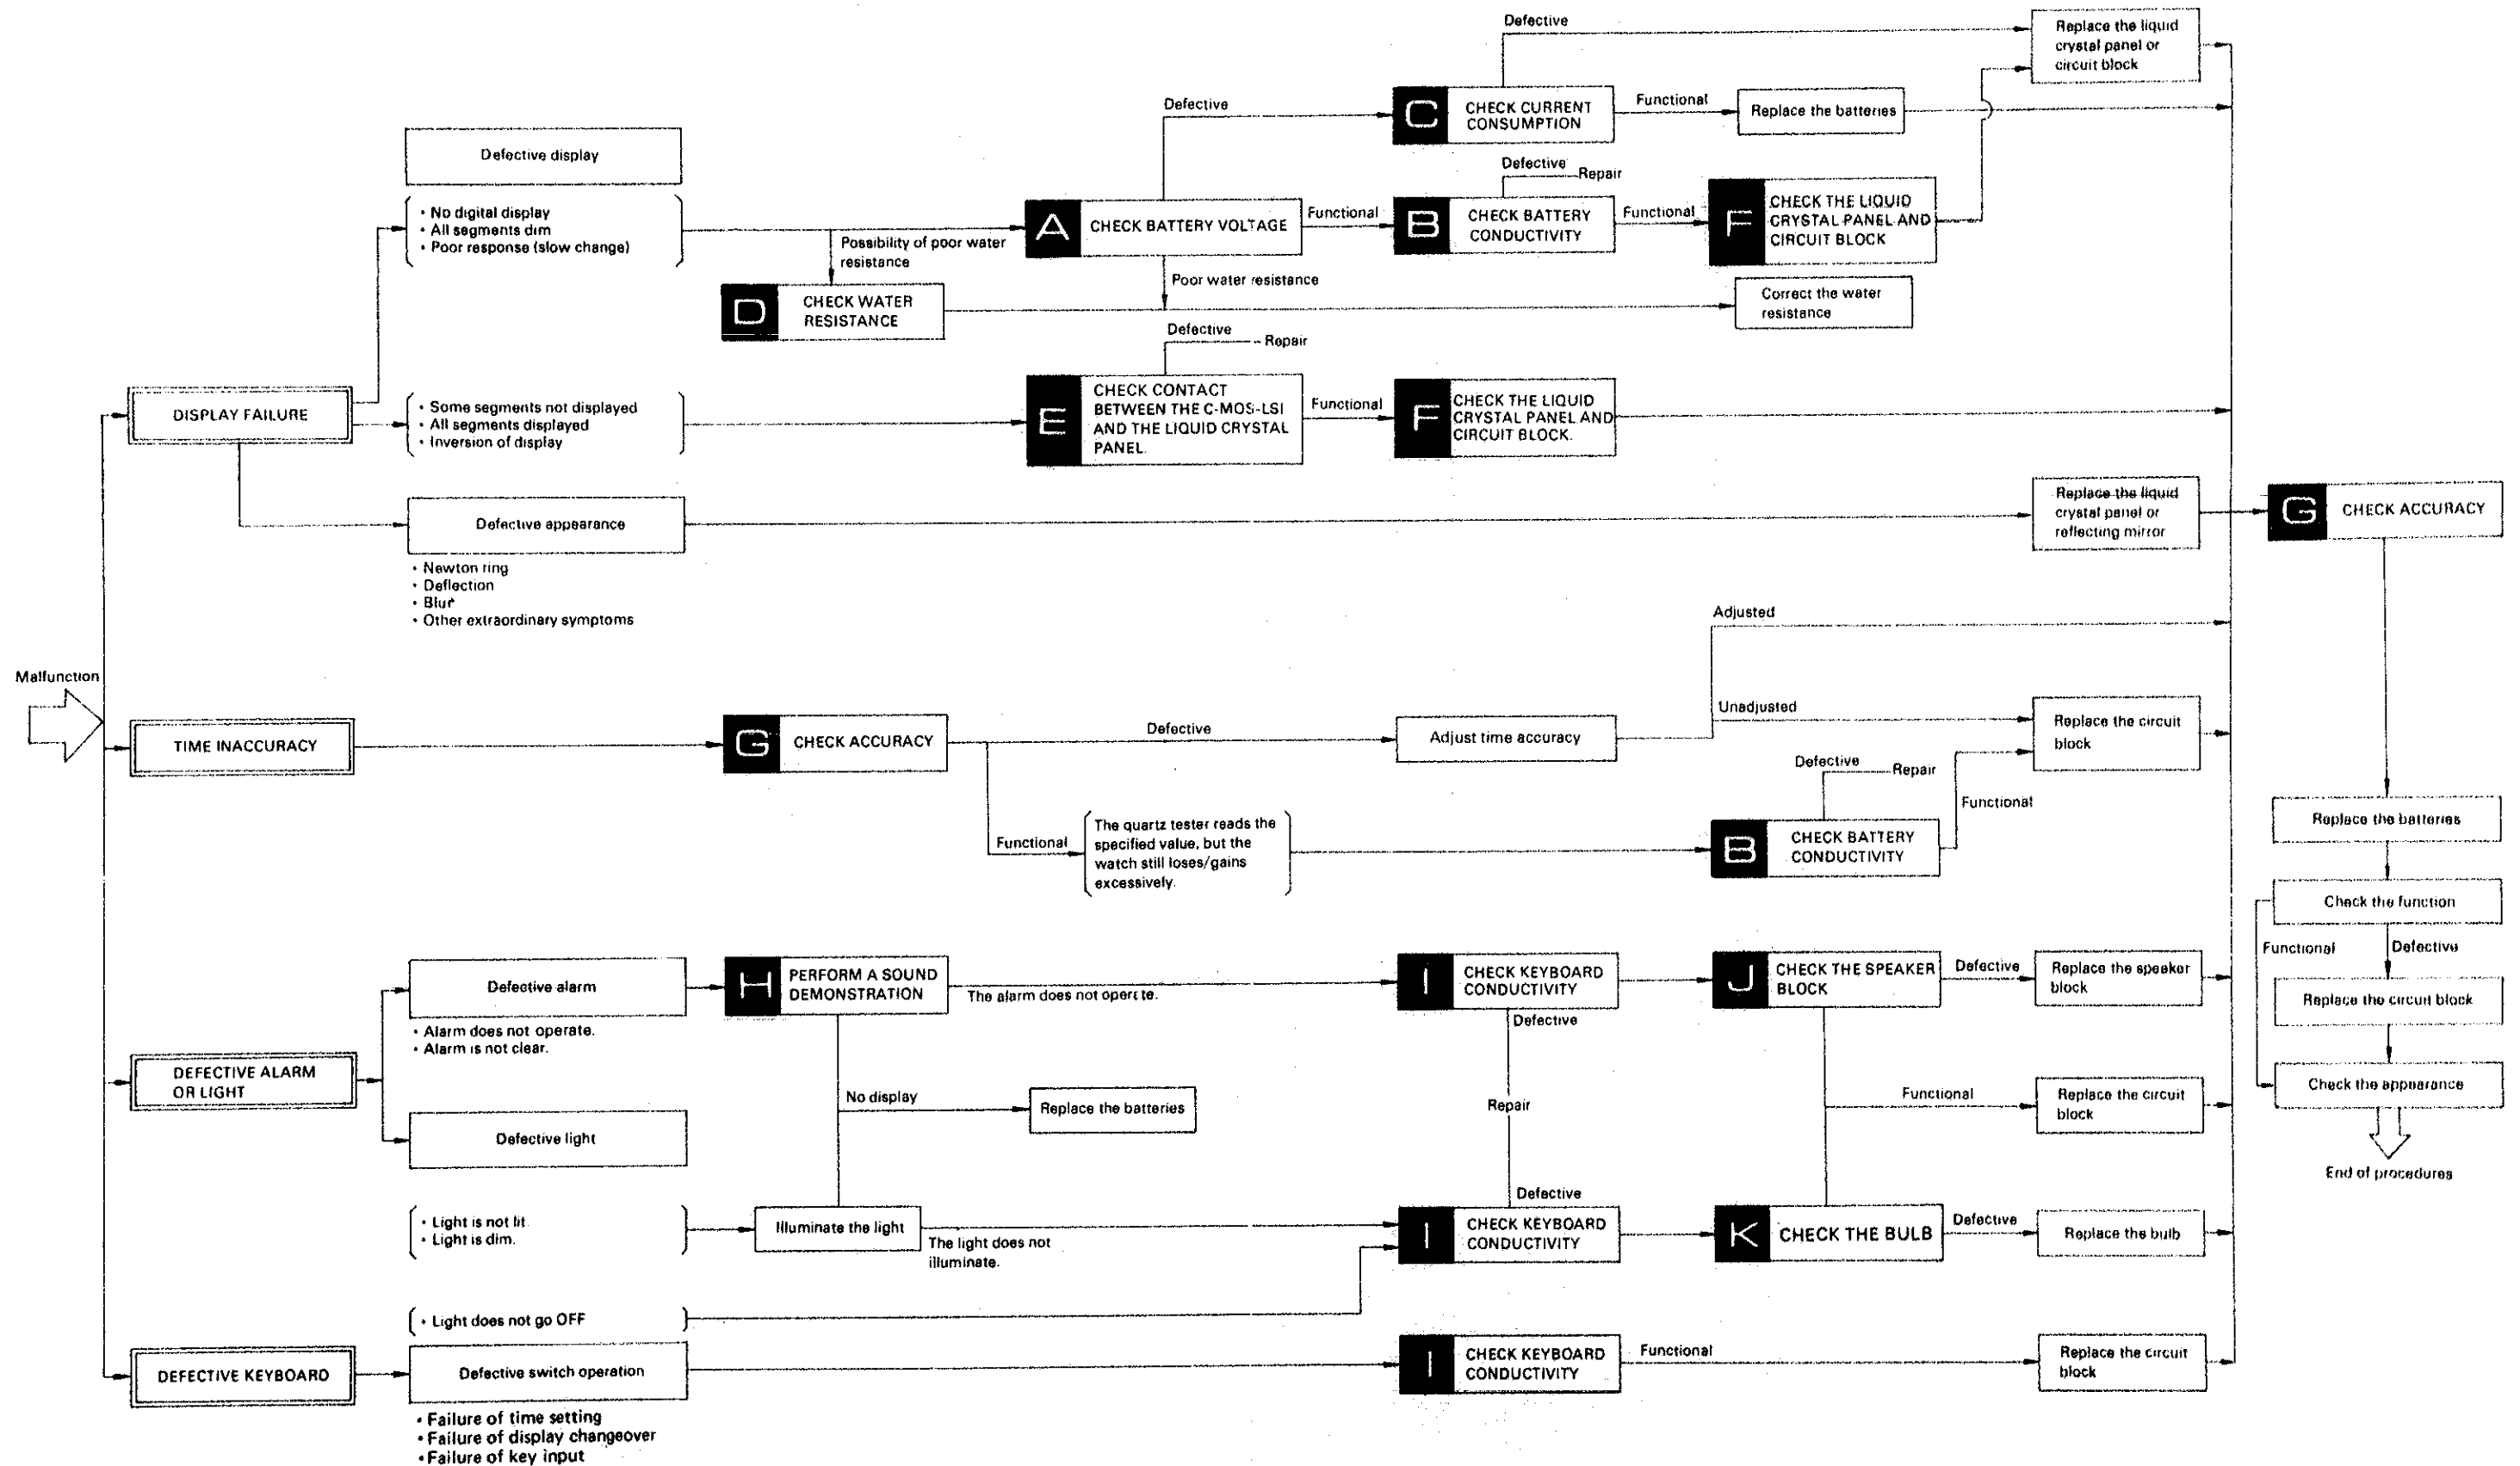 Malfunction
DISPLAY FAILURE
Defective display
• No digital display
• All segments dim
• Poor response (slow change)
Possibility of poor water
resistance
D CHECK WATER
RESISTANCE
A CHECK BATTERY VOLTAGE
Defective
Functional
Poor water resistance
C CHECK CURRENT
CONSUMPTION
Defective
Functional
Replace the batteries
B CHECK BATTERY
CONDUCTIVITY
Defective
Repair
Functional
F CHECK THE LIQUID
CRYSTAL PANEL AND
CIRCUIT BLOCK
Replace the liquid
crystal panel or
circuit block
Correct the water
resistance
• Some segments not displayed
• All segments displayed
• Inversion of display
E CHECK CONTACT
BETWEEN THE C-MOS-LSI
AND THE LIQUID CRYSTAL
PANEL.
Defective
Repair
Functional
F CHECK THE LIQUID
CRYSTAL PANEL AND
CIRCUIT BLOCK.
Defective appearance
• Newton ring
• Deflection
• Blur
• Other extraordinary symptoms
Replace the liquid
crystal panel or
reflecting mirror
TIME INACCURACY
G CHECK ACCURACY
Defective
Adjust time accuracy
Adjusted
Unadjusted
Replace the circuit
block
Functional
The quartz tester reads the
specified value, but the
watch still loses/gains
excessively.
B CHECK BATTERY
CONDUCTIVITY
Defective
Repair
Functional
DEFECTIVE ALARM
OR LIGHT
Defective alarm
• Alarm does not operate.
• Alarm is not clear.
H PERFORM A SOUND
DEMONSTRATION
The alarm does not operate.
I CHECK KEYBOARD
CONDUCTIVITY
Defective
Repair
J CHECK THE SPEAKER
BLOCK
Defective
Replace the speaker
block
No display
Replace the batteries
Functional
Replace the circuit
block
Defective light
• Light is not lit.
• Light is dim.
Illuminate the light
The light does not
illuminate.
Defective
I CHECK KEYBOARD
CONDUCTIVITY
K CHECK THE BULB
Defective
Replace the bulb
• Light does not go OFF
DEFECTIVE KEYBOARD
Defective switch operation
• Failure of time setting
• Failure of display changeover
• Failure of key input
I CHECK KEYBOARD
CONDUCTIVITY
Functional
Replace the circuit
block
G CHECK ACCURACY
Replace the batteries
Check the function
Functional
Defective
Replace the circuit block
Check the appearance
End of procedures